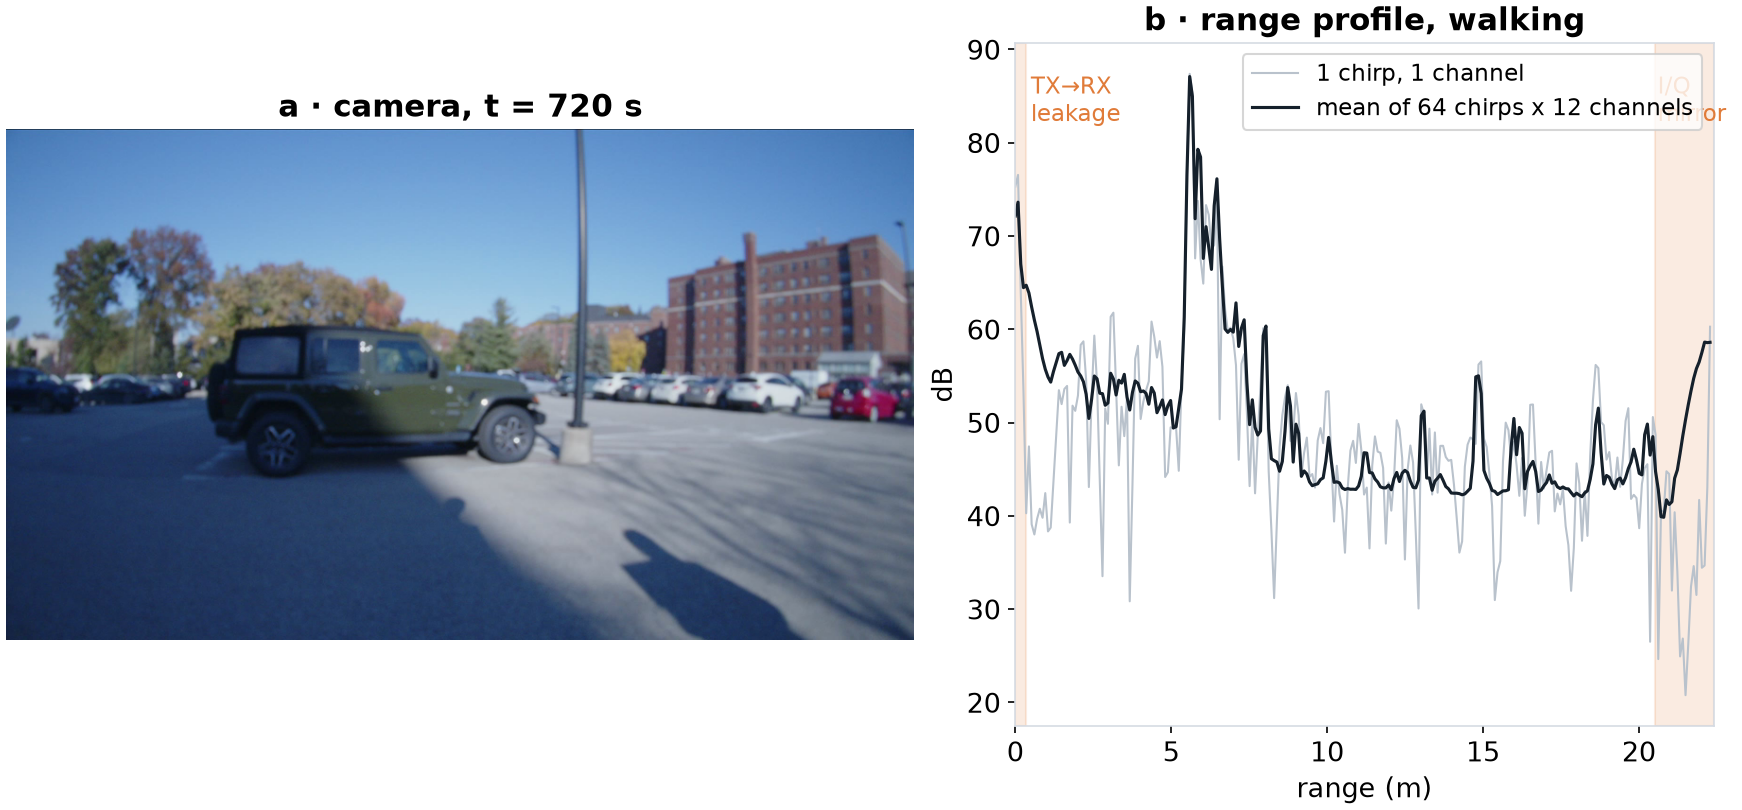 a · camera, t = 720 s
b · range profile, walking
TX→RX
leakage
1 chirp, 1 channel
mean of 64 chirps x 12 channels
I/Q
mirror
90
80
70
60
50
40
30
20
dB
0
5
10
15
20
range (m)